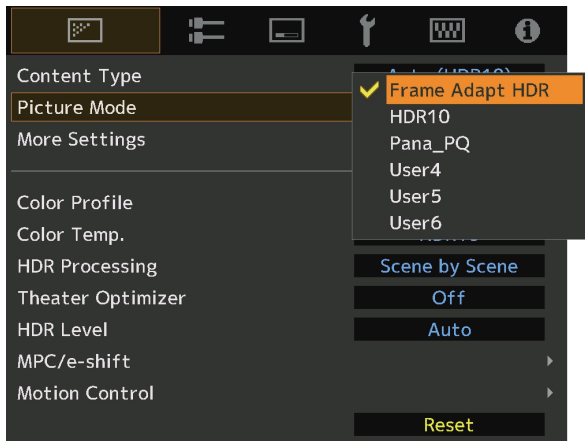 Content Type
Frame Adapt HDR
Picture Mode
HDR10
More Settings
Pana_PQ
User4
User5
User6
Color Profile
Color Temp.
HDR Processing Scene by Scene
Theater Optimizer Off
HDR Level Auto
MPC/e-shift
Motion Control
Reset